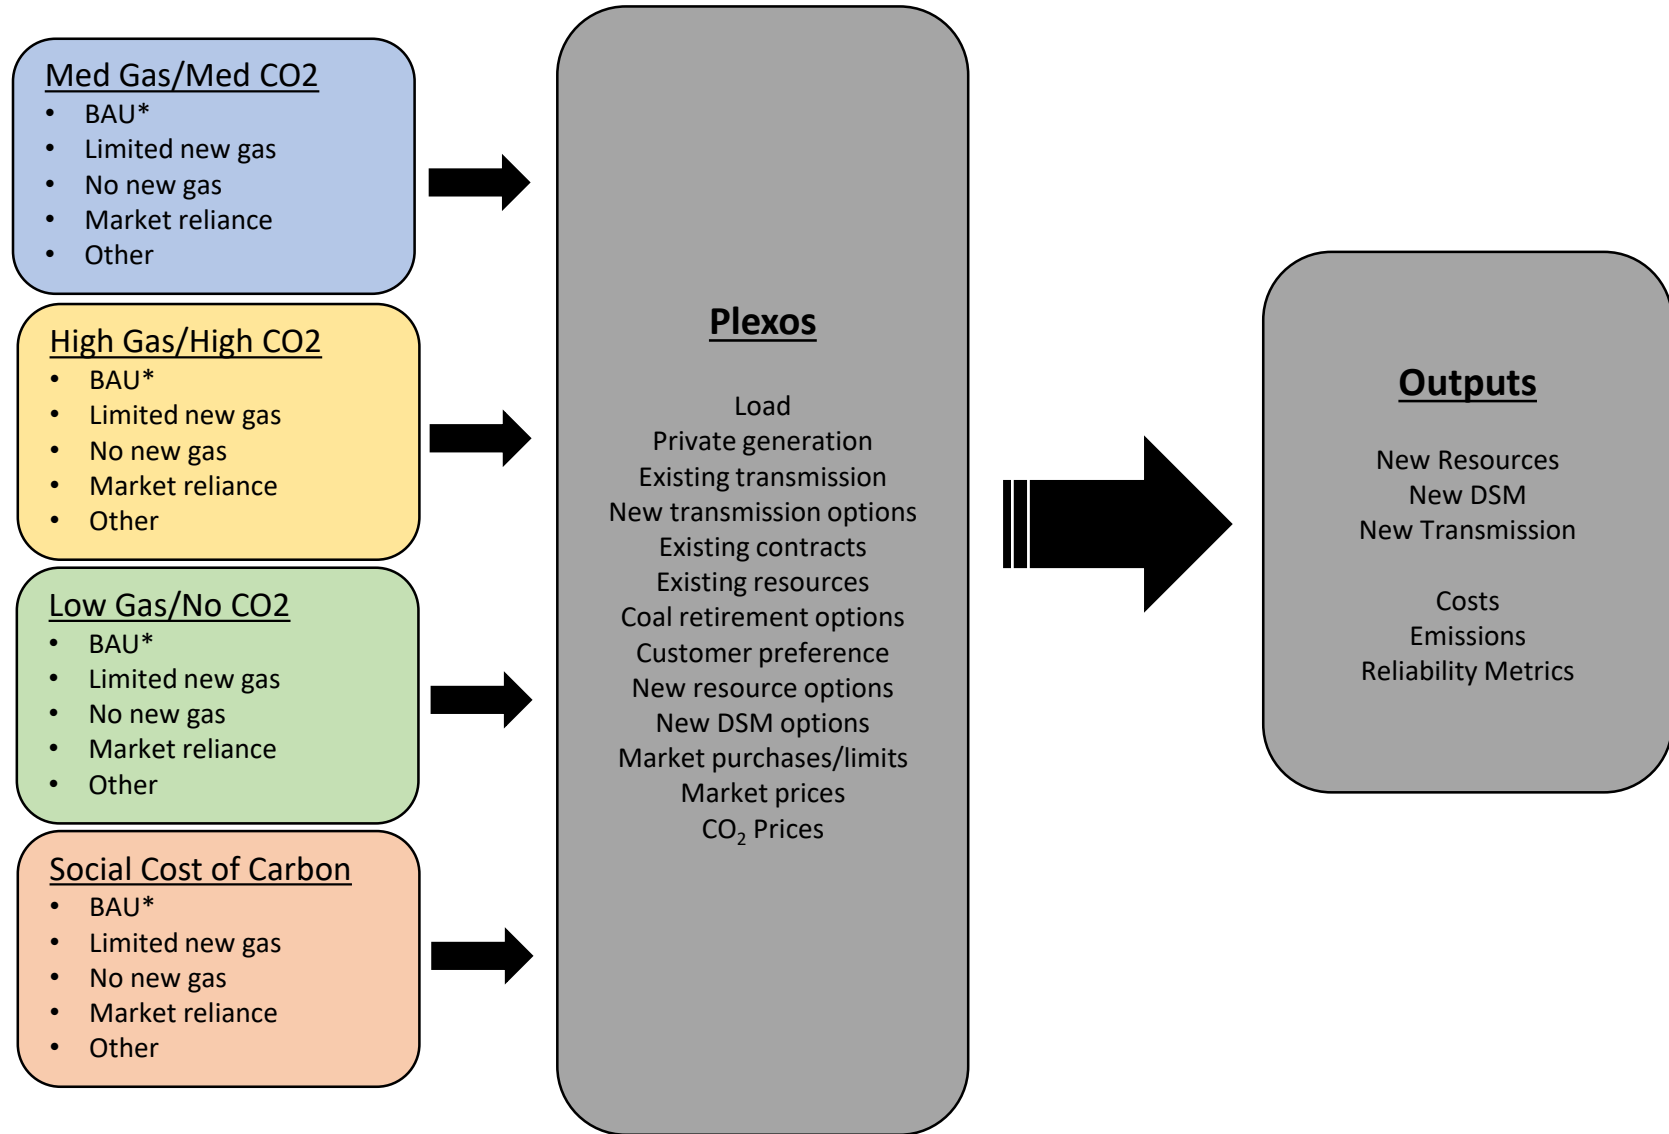 Med Gas/Med CO2
• BAU*
• Limited new gas
• No new gas
• Market reliance
• Other
High Gas/High CO2
• BAU*
• Limited new gas
• No new gas
• Market reliance
• Other
Low Gas/No CO2
• BAU*
• Limited new gas
• No new gas
• Market reliance
• Other
Social Cost of Carbon
• BAU*
• Limited new gas
• No new gas
• Market reliance
• Other
Plexos
Load
Private generation
Existing transmission
New transmission options
Existing contracts
Existing resources
Coal retirement options
Customer preference
New resource options
New DSM options
Market purchases/limits
Market prices
CO₂ Prices
Outputs
New Resources
New DSM
New Transmission
Costs
Emissions
Reliability Metrics